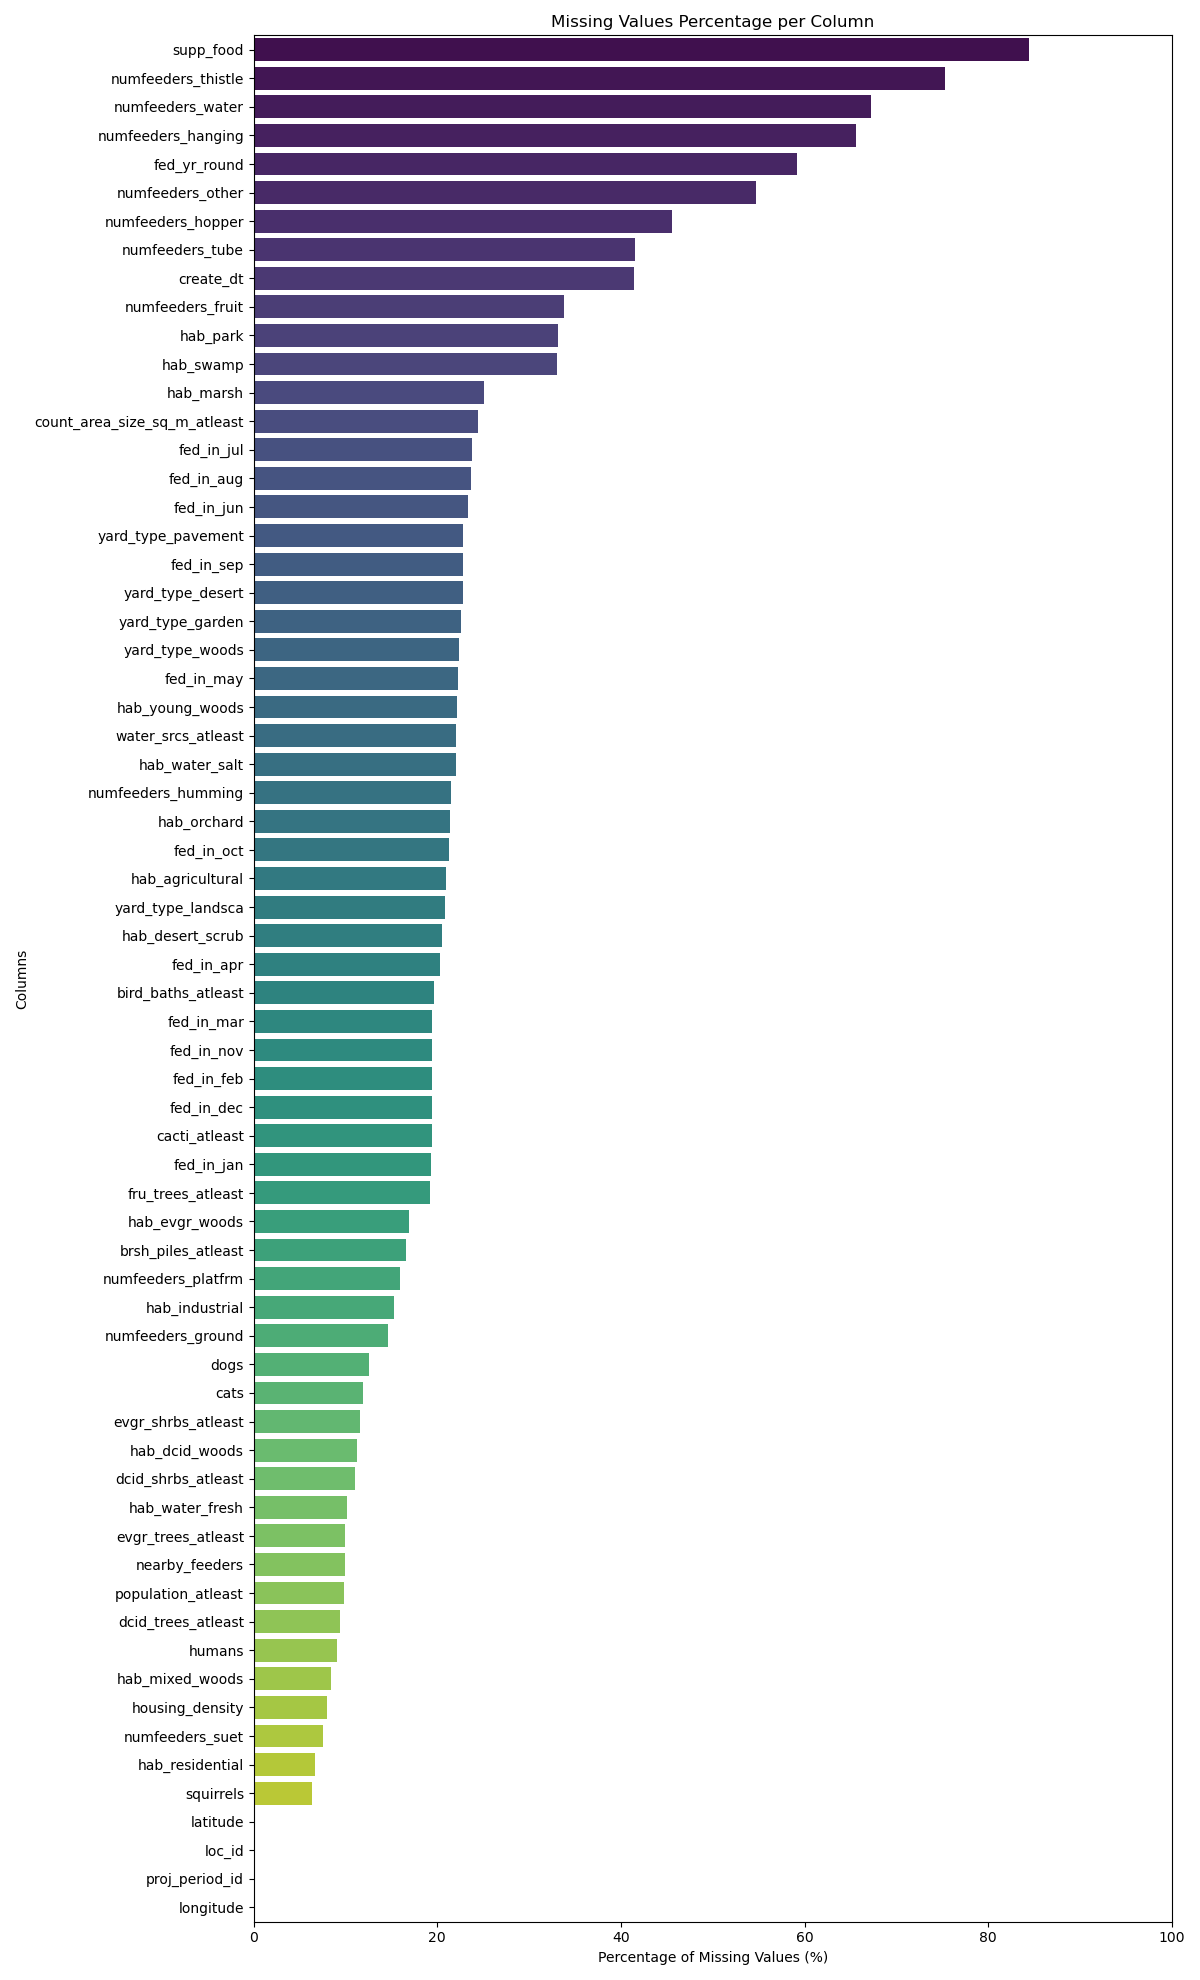 Missing Values Percentage per Column
supp_food
numfeeders_thistle
numfeeders_water
numfeeders_hanging
fed_yr_round
numfeeders_other
numfeeders_hopper
numfeeders_tube
create_dt
numfeeders_fruit
hab_park
hab_swamp
hab_marsh
count_area_size_sq_m_atleast
fed_in_jul
fed_in_aug
fed_in_jun
yard_type_pavement
fed_in_sep
yard_type_desert
yard_type_garden
yard_type_woods
fed_in_may
hab_young_woods
water_srcs_atleast
hab_water_salt
numfeeders_humming
hab_orchard
fed_in_oct
hab_agricultural
yard_type_landsca
hab_desert_scrub
fed_in_apr
bird_baths_atleast
fed_in_mar
fed_in_nov
fed_in_feb
fed_in_dec
cacti_atleast
fed_in_jan
fru_trees_atleast
hab_evgr_woods
brsh_piles_atleast
numfeeders_platfrm
hab_industrial
numfeeders_ground
dogs
cats
evgr_shrbs_atleast
hab_dcid_woods
dcid_shrbs_atleast
hab_water_fresh
evgr_trees_atleast
nearby_feeders
population_atleast
dcid_trees_atleast
humans
hab_mixed_woods
housing_density
numfeeders_suet
hab_residential
squirrels
latitude
loc_id
proj_period_id
longitude
Columns
0 20 40 60 80 100
Percentage of Missing Values (%)